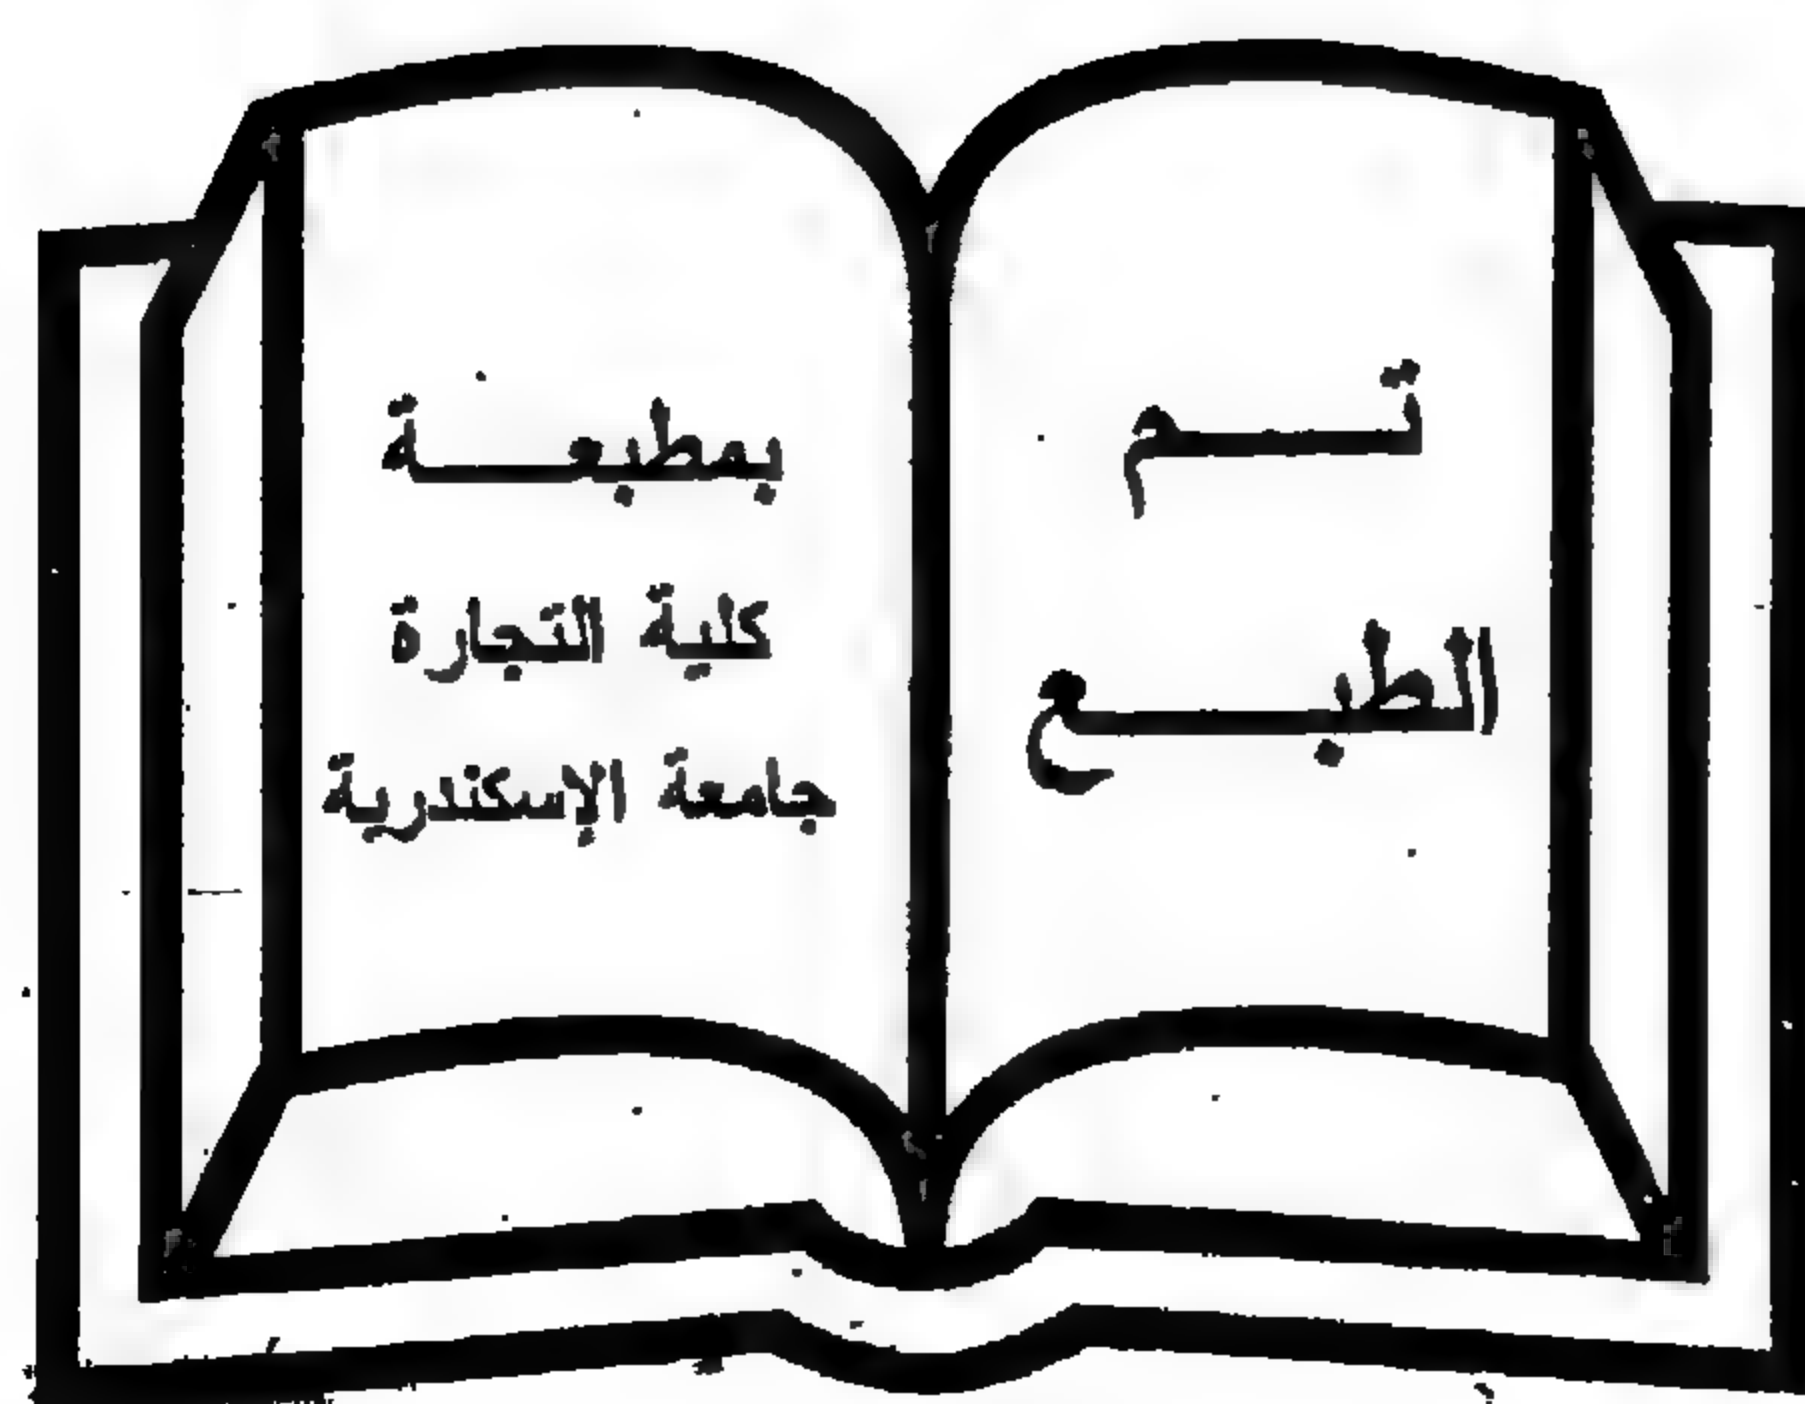 تم
الطبع
بمطبعة
كلية التجارة
جامعة الإسكندرية